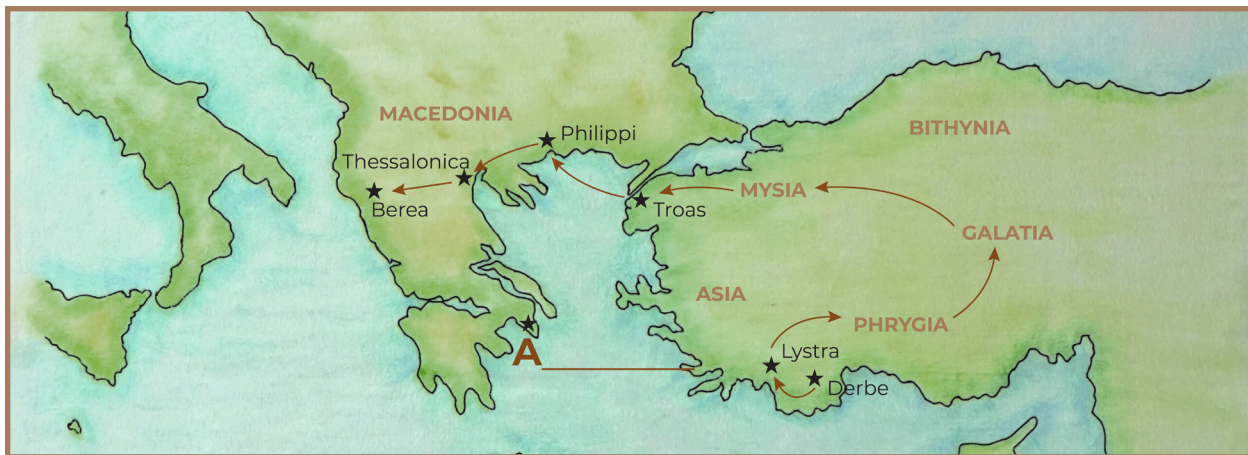 MACEDONIA
Philippi
BITHYNIA
Thessalonica
Berea
MYSIA
Troas
GALATIA
ASIA
PHRYGIA
A
Lystra
Derbe